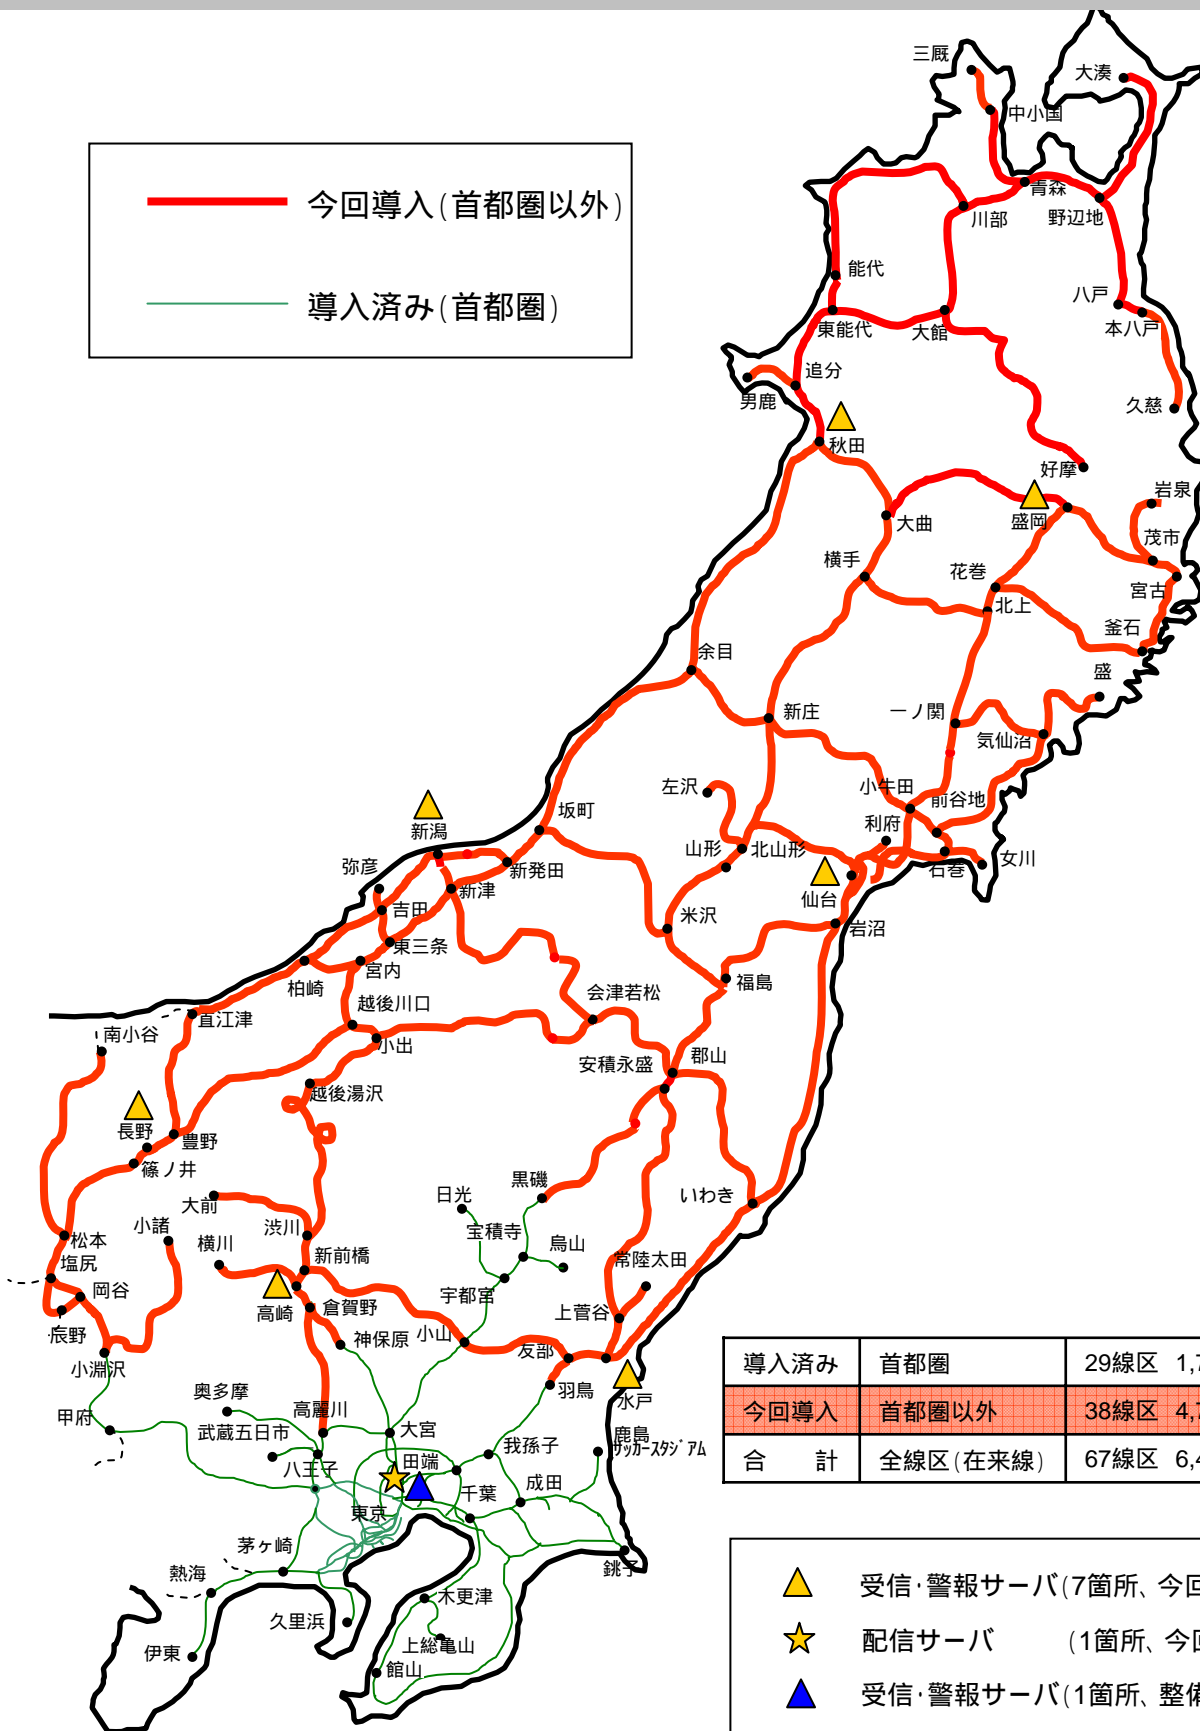 今回導入(首都圏以外)
導入済み(首都圏)
三厩
大湊
中小国
青森
川部
野辺地
能代
八戸
東能代
大館
本八戸
追分
男鹿
久慈
秋田
好摩
岩泉
大曲
盛岡
茂市
横手
花巻
宮古
北上
釜石
余目
盛
新庄
一ノ関
気仙沼
左沢
小牛田
前谷地
坂町
利府
新潟
山形
北山形
女川
弥彦
新発田
石巻
新津
仙台
吉田
米沢
岩沼
東三条
宮内
柏崎
福島
会津若松
越後川口
直江津
南小谷
小出
安積永盛
郡山
越後湯沢
長野
豊野
篠ノ井
黒磯
日光
いわき
大前
小諸
渋川
宝積寺
松本
横川
新前橋
烏山
常陸太田
塩尻
岡谷
宇都宮
高崎
倉賀野
上菅谷
辰野
神保原
小山
友部
小淵沢
導入済み 首都圏 29線区 1,7
奥多摩
羽鳥
水戸
今回導入 首都圏以外 38線区 4,7
甲府
武蔵五日市
高麗川
大宮
我孫子
鹿島
サッカースタジアム
合 計 全線区(在来線) 67線区 6,4
八王子
田端
千葉
成田
東京
茅ヶ崎
熱海
銚子
久里浜
木更津
受信・警報サーバ(7箇所、今回
伊東
上総亀山
配信サーバ (1箇所、今回
館山
受信・警報サーバ(1箇所、整備